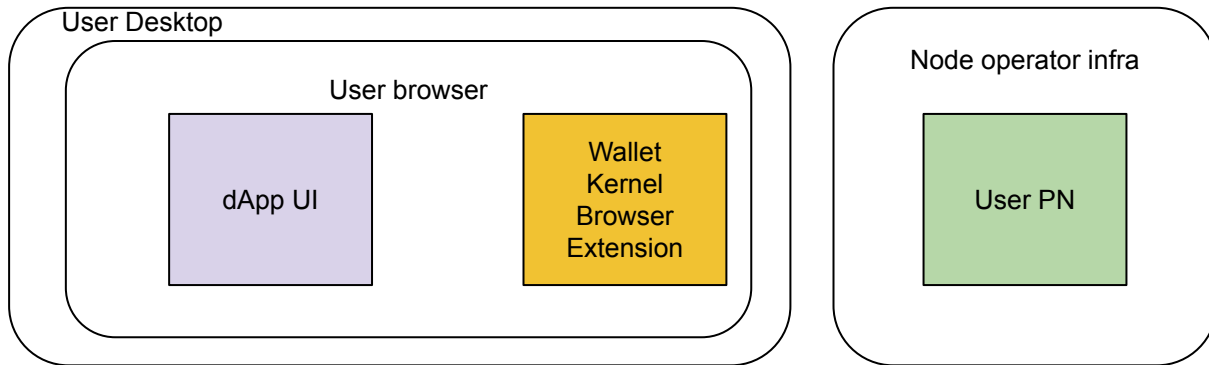 User Desktop
User browser
dApp UI
Wallet
Kernel
Browser
Extension
Node operator infra
User PN